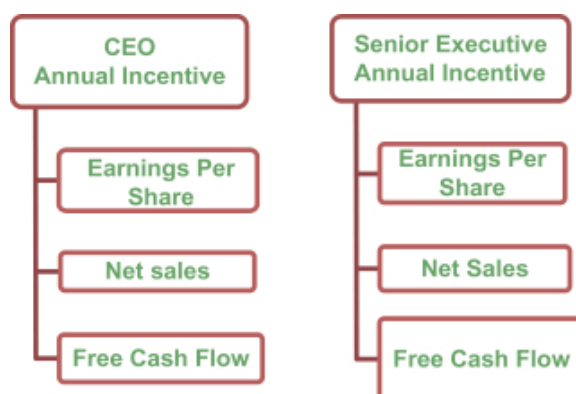 CEO
Annual Incentive
Earnings Per
Share
Net sales
Free Cash Flow
Senior Executive
Annual Incentive
Earnings Per
Share
Net Sales
Free Cash Flow